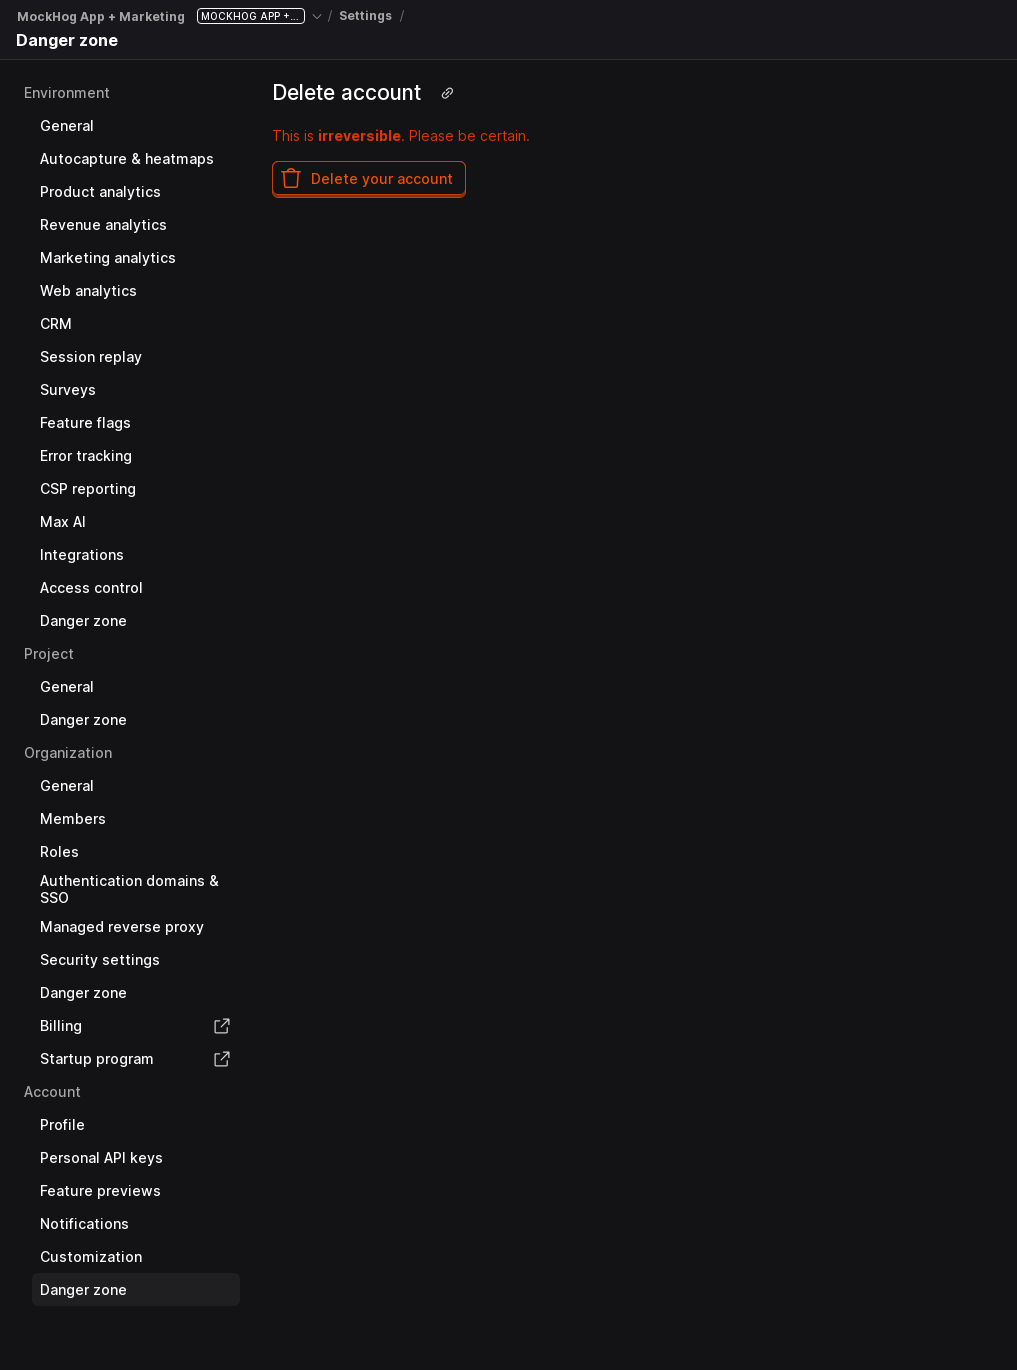 MockHog App + Marketing MOCKHOG APP +... / Settings /
Danger zone
Environment
General
Autocapture & heatmaps
Product analytics
Revenue analytics
Marketing analytics
Web analytics
CRM
Session replay
Surveys
Feature flags
Error tracking
CSP reporting
Max AI
Integrations
Access control
Danger zone
Project
General
Danger zone
Organization
General
Members
Roles
Authentication domains &
SSO
Managed reverse proxy
Security settings
Danger zone
Billing
Startup program
Account
Profile
Personal API keys
Feature previews
Notifications
Customization
Danger zone
Delete account
This is irreversible. Please be certain.
Delete your account